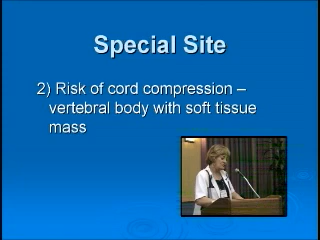 Special Site
2) Risk of cord compression –
vertebral body with soft tissue
mass